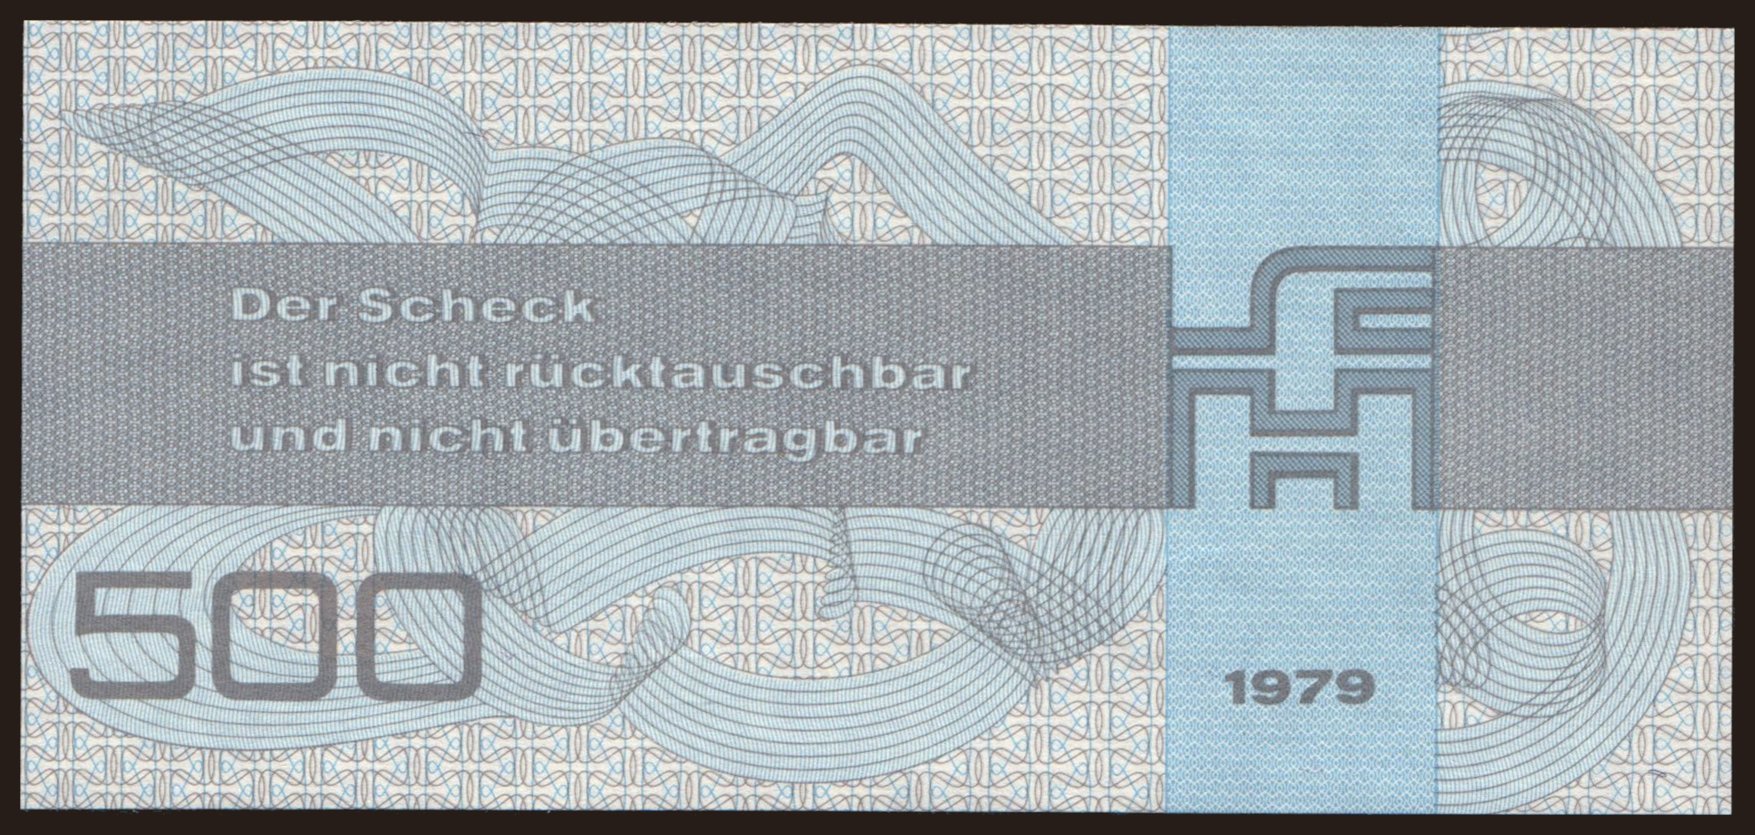 Der Scheck
ist nicht rücktauschbar
und nicht übertragbar
500
1979